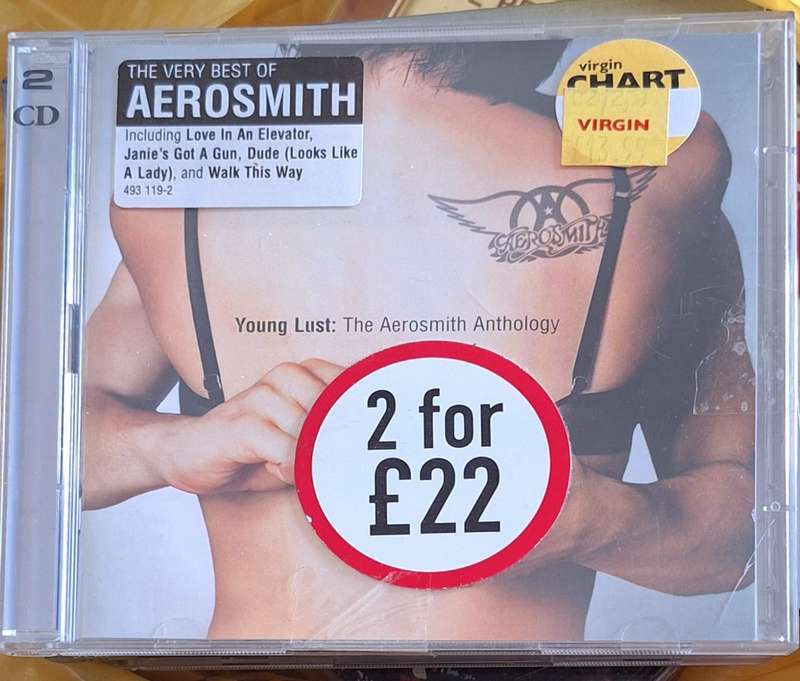 2
CD
THE VERY BEST OF
AEROSMITH
Including Love In An Elevator,
Janie's Got A Gun, Dude (Looks Like
A Lady), and Walk This Way
493 119-2
virgin
CHART
VIRGIN
£13.99
AEROSMITH
Young Lust: The Aerosmith Anthology
2 for
£22